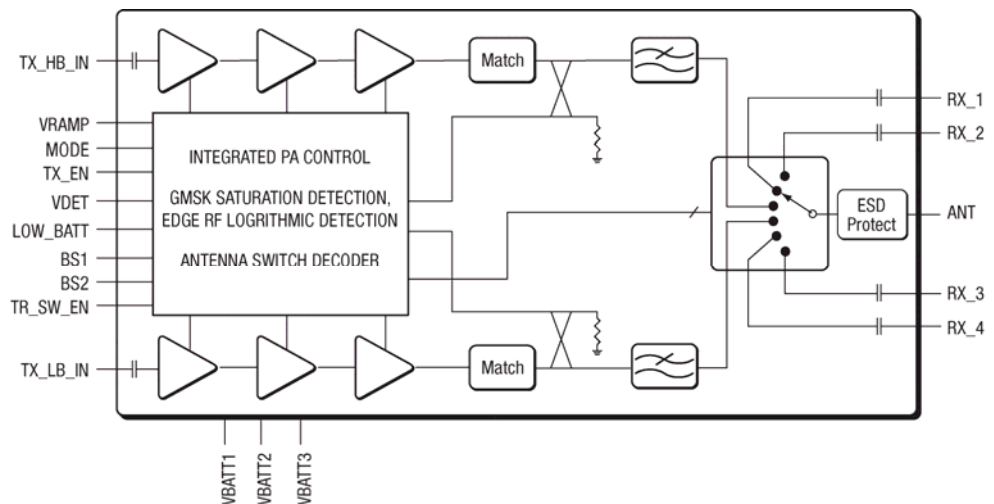 TX_HB_IN
Match
RX_1
RX_2
VRAMP
MODE
TX_EN
VDET
LOW_BATT
BS1
BS2
TR_SW_EN
INTEGRATED PA CONTROL
GMSK SATURATION DETECTION,
EDGE RF LOGRITHMIC DETECTION
ANTENNA SWITCH DECODER
ESD
Protect
ANT
RX_3
RX_4
TX_LB_IN
Match
VBATT1
VBATT2
VBATT3